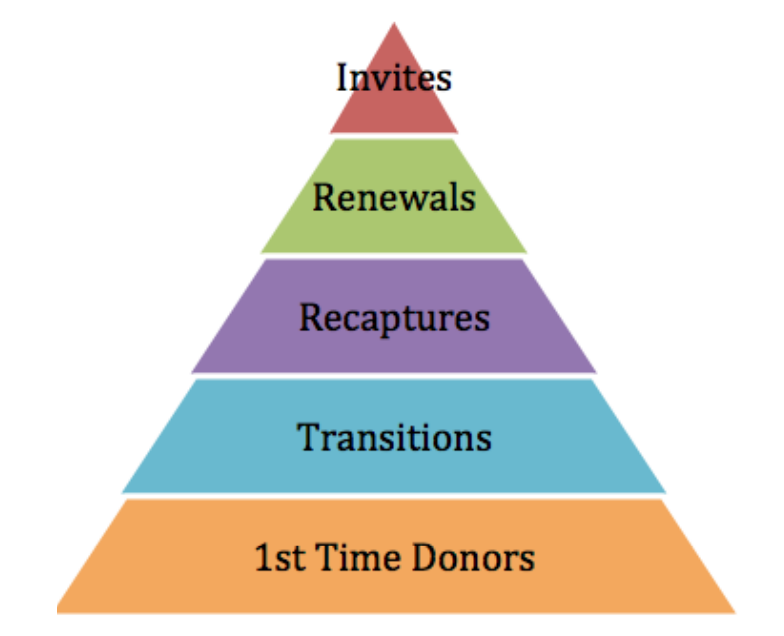 Invites
Renewals
Recaptures
Transitions
1st Time Donors